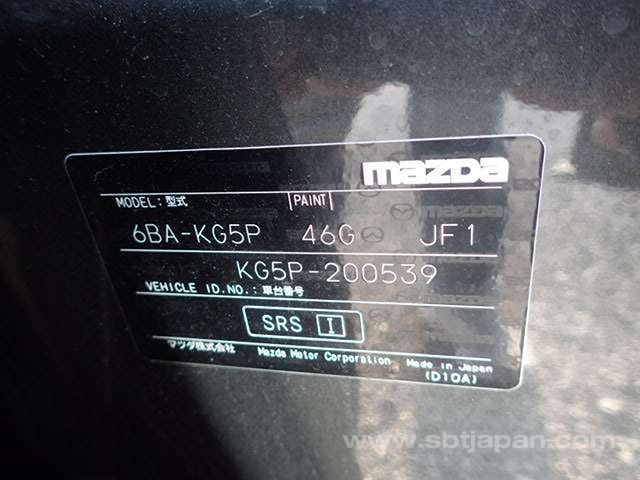 mazda
MODEL:型式 PAINT
6BA-KG5P 46G JF1
KG5P-200539
VEHICLE ID.NO.:車台番号
SRS I
マツダ株式会社 Mazda Motor Corporation Made in Japan
(D10A)
www.sbtjapan.com